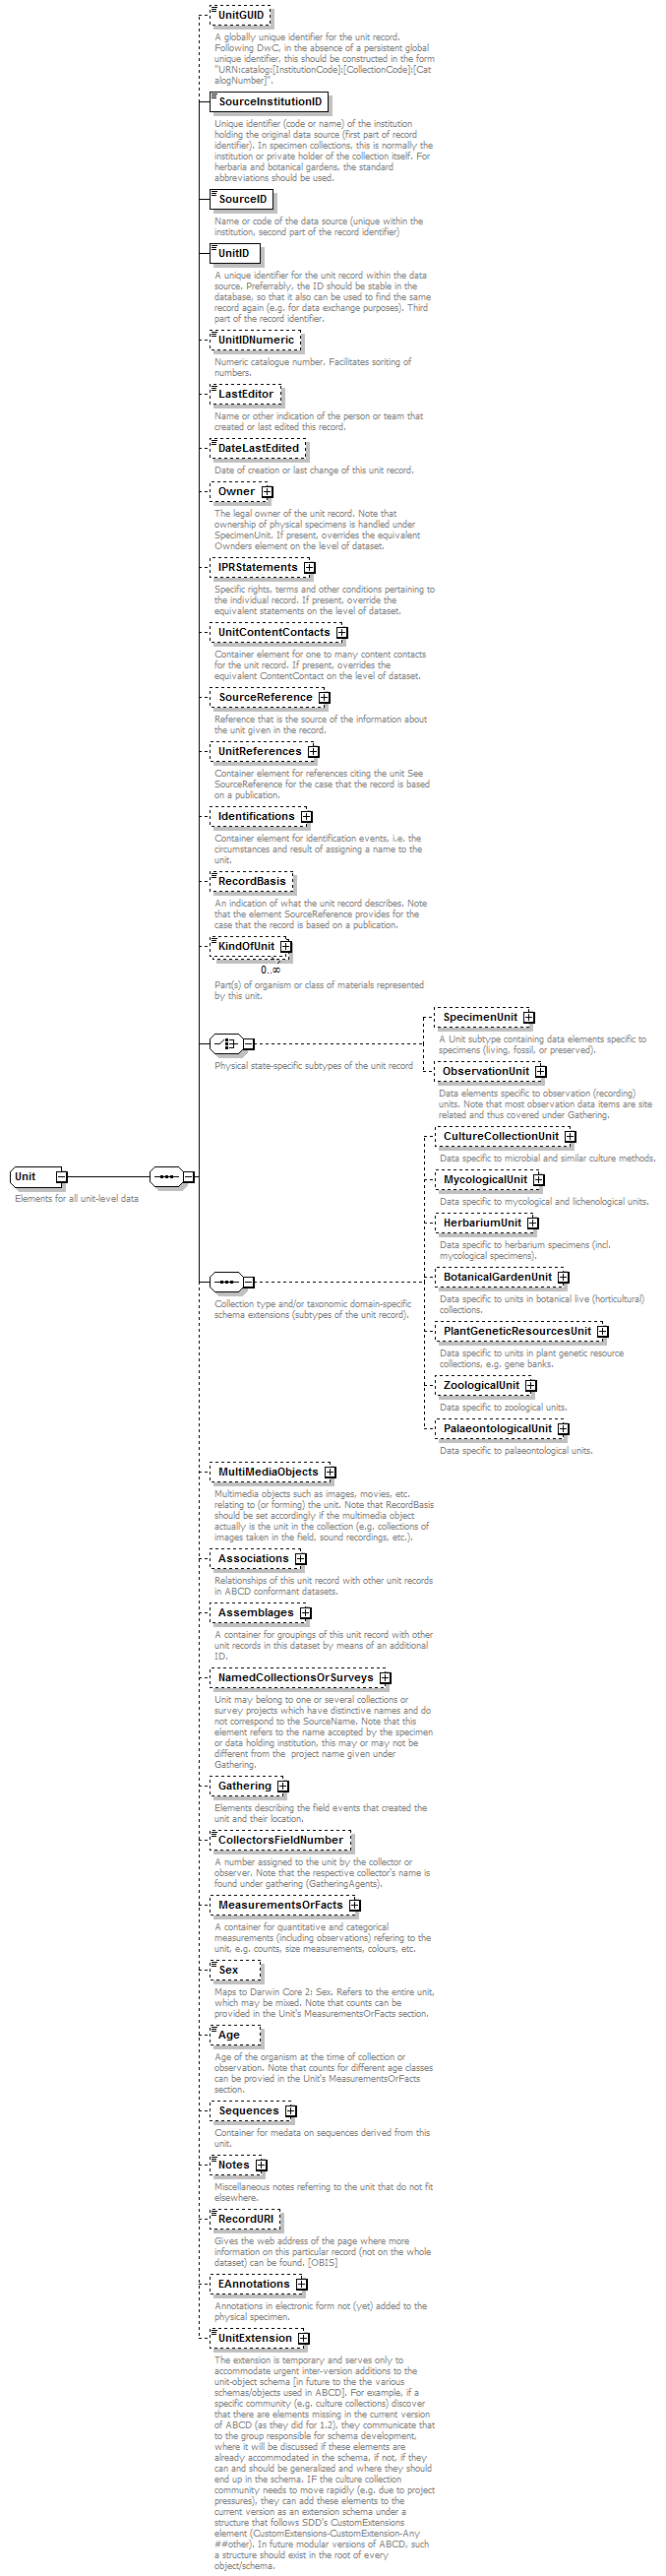 UnitGUID
A globally unique identifier for the unit record.
Following DwC, in the absence of a persistent global
unique identifier, this should be constructed in the form
"URN:catalog:[InstitutionCode]:[CollectionCode]:[Cat
alogNumber]".
SourceInstitutionID
Unique identifier (code or name) of the institution
holding the original data source (first part of record
identifier). In specimen collections, this is normally the
institution or private holder of the collection itself. For
herbaria and botanical gardens, the standard
abbreviations should be used.
SourceID
Name or code of the data source (unique within the
institution, second part of the record identifier)
UnitID
A unique identifier for the unit record within the data
source. Preferrably, the ID should be stable in the
database, so that it also can be used to find the same
record again (e.g. for data exchange purposes). Third
part of the record identifier.
UnitIDNumeric
Numeric catalogue number. Facilitates soriting of
numbers.
LastEditor
Name or other indication of the person or team that
created or last edited this record.
DateLastEdited
Date of creation or last change of this unit record.
Owner
The legal owner of the unit record. Note that
ownership of physical specimens is handled under
SpecimenUnit. If present, overrides the equivalent
Ownders element on the level of dataset.
IPRStatements
Specific rights, terms and other conditions pertaining to
the individual record. If present, override the
equivalent statements on the level of dataset.
UnitContentContacts
Container element for one to many content contacts
for the unit record. If present, overrides the
equivalent ContentContact on the level of dataset.
SourceReference
Reference that is the source of the information about
the unit given in the record.
UnitReferences
Container element for references citing the unit See
SourceReference for the case that the record is based
on a publication.
Identifications
Container element for identification events, i.e. the
circumstances and result of assigning a name to the
unit.
RecordBasis
An indication of what the unit record describes. Note
that the element SourceReference provides for the
case that the record is based on a publication.
KindOfUnit
0..∞
Part(s) of organism or class of materials represented
by this unit.
Physical state-specific subtypes of the unit record
SpecimenUnit
A Unit subtype containing data elements specific to
specimens (living, fossil, or preserved).
ObservationUnit
Data elements specific to observation (recording)
units. Note that most observation data items are site
related and thus covered under Gathering.
Unit
Elements for all unit-level data
Collection type and/or taxonomic domain-specific
schema extensions (subtypes of the unit record).
CultureCollectionUnit
Data specific to microbial and similar culture methods.
MycologicalUnit
Data specific to mycological and lichenological units.
HerbariumUnit
Data specific to herbarium specimens (incl.
mycological specimens).
BotanicalGardenUnit
Data specific to units in botanical live (horticultural)
collections.
PlantGeneticResourcesUnit
Data specific to units in plant genetic resource
collections, e.g. gene banks.
ZoologicalUnit
Data specific to zoological units.
PalaeontologicalUnit
Data specific to palaeontological units.
MultiMediaObjects
Multimedia objects such as images, movies, etc.
relating to (or forming) the unit. Note that RecordBasis
should be set accordingly if the multimedia object
actually is the unit in the collection (e.g. collections of
images taken in the field, sound recordings, etc.).
Associations
Relationships of this unit record with other unit records
in ABCD conformant datasets.
Assemblages
A container for groupings of this unit record with other
unit records in this dataset by means of an additional
ID.
NamedCollectionsOrSurveys
Unit may belong to one or several collections or
survey projects which have distinctive names and do
not correspond to the SourceName. Note that this
element refers to the name accepted by the specimen
or data holding institution, this may or may not be
different from the  project name given under
Gathering.
Gathering
Elements describing the field events that created the
unit and their location.
CollectorsFieldNumber
A number assigned to the unit by the collector or
observer. Note that the respective collector's name is
found under gathering (GatheringAgents).
MeasurementsOrFacts
A container for quantitative and categorical
measurements (including observations) refering to the
unit, e.g. counts, size measurements, colours, etc.
Sex
Maps to Darwin Core 2: Sex. Refers to the entire unit,
which may be mixed. Note that counts can be
provided in the Unit's MeasurementsOrFacts section.
Age
Age of the organism at the time of collection or
observation. Note that counts for different age classes
can be provied in the Unit's MeasurementsOrFacts
section.
Sequences
Container for medata on sequences derived from this
unit.
Notes
Miscellaneous notes referring to the unit that do not fit
elsewhere.
RecordURI
Gives the web address of the page where more
information on this particular record (not on the whole
dataset) can be found. [OBIS]
EAnnotations
Annotations in electronic form not (yet) added to the
physical specimen.
UnitExtension
The extension is temporary and serves only to
accommodate urgent inter-version additions to the
unit-object schema [in future to the the various
schemas/objects used in ABCD]. For example, if a
specific community (e.g. culture collections) discover
that there are elements missing in the current version
of ABCD (as they did for 1.2), they communicate that
to the group responsible for schema development,
where it will be discussed if these elements are
already accommodated in the schema, if not, if they
can and should be generalized and where they should
end up in the schema. IF the culture collection
community needs to move rapidly (e.g. due to project
pressures), they can add these elements to the
current version as an extension schema under a
structure that follows SDD's CustomExtensions
element (CustomExtensions-CustomExtension-Any
##other). In future modular versions of ABCD, such
a structure should exist in the root of every
object/schema.